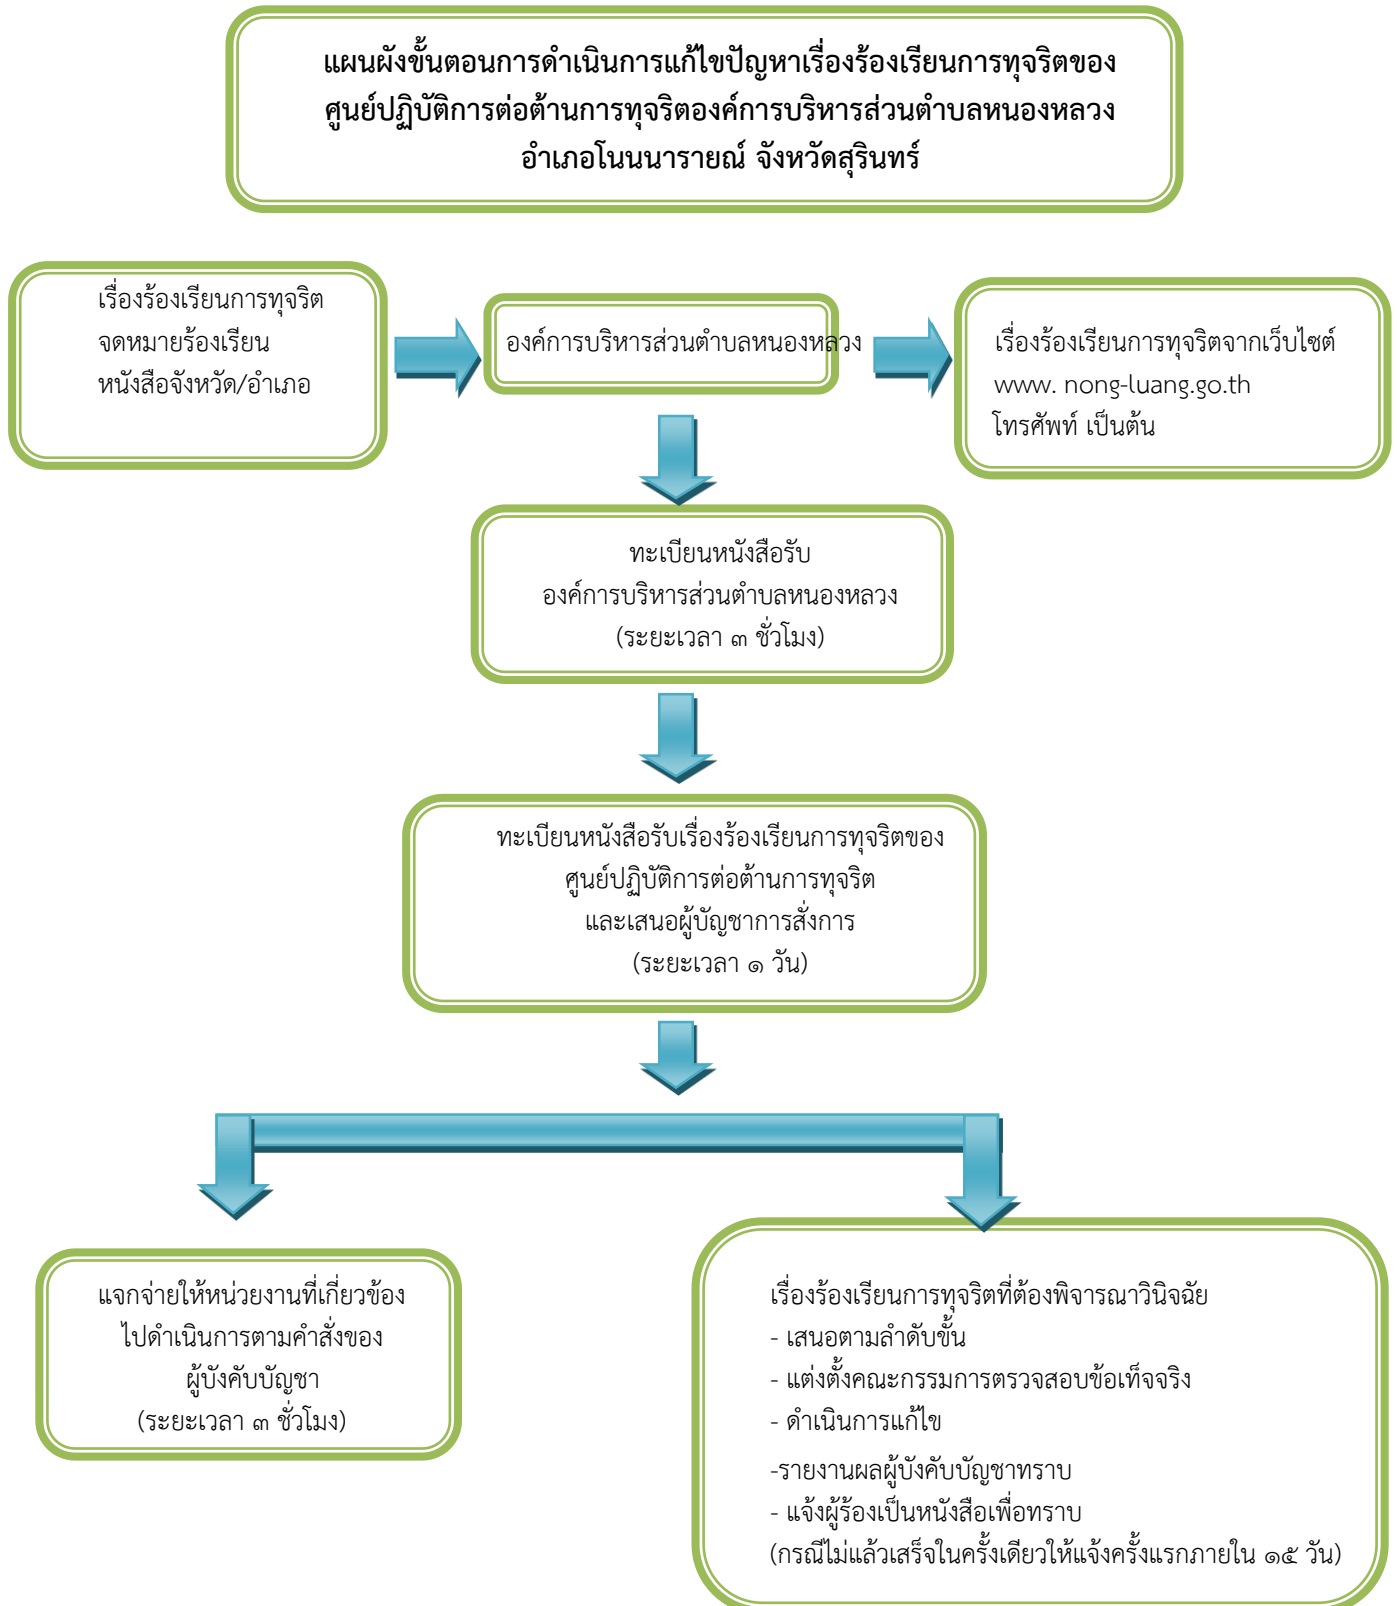 แผนผังขั้นตอนการดำเนินการแก้ไขปัญหาเรื่องร้องเรียนการทุจริตของ
ศูนย์ปฏิบัติการต่อต้านการทุจริตองค์การบริหารส่วนตำบลหนองหลวง
อำเภอโนนนารายณ์ จังหวัดสุรินทร์
เรื่องร้องเรียนการทุจริต
จดหมายร้องเรียน
หนังสือจังหวัด/อำเภอ
องค์การบริหารส่วนตำบลหนองหลวง
เรื่องร้องเรียนการทุจริตจากเว็บไซต์
www. nong-luang.go.th
โทรศัพท์ เป็นต้น
ทะเบียนหนังสือรับ
องค์การบริหารส่วนตำบลหนองหลวง
(ระยะเวลา ๓ ชั่วโมง)
ทะเบียนหนังสือรับเรื่องร้องเรียนการทุจริตของ
ศูนย์ปฏิบัติการต่อต้านการทุจริต
และเสนอผู้บัญชาการสั่งการ
(ระยะเวลา ๑ วัน)
แจกจ่ายให้หน่วยงานที่เกี่ยวข้อง
ไปดำเนินการตามคำสั่งของ
ผู้บังคับบัญชา
(ระยะเวลา ๓ ชั่วโมง)
เรื่องร้องเรียนการทุจริตที่ต้องพิจารณาวินิจฉัย
- เสนอตามลำดับขั้น
- แต่งตั้งคณะกรรมการตรวจสอบข้อเท็จจริง
- ดำเนินการแก้ไข
-รายงานผลผู้บังคับบัญชาทราบ
- แจ้งผู้ร้องเป็นหนังสือเพื่อทราบ
(กรณีไม่แล้วเสร็จในครั้งเดียวให้แจ้งครั้งแรกภายใน ๑๕ วัน)